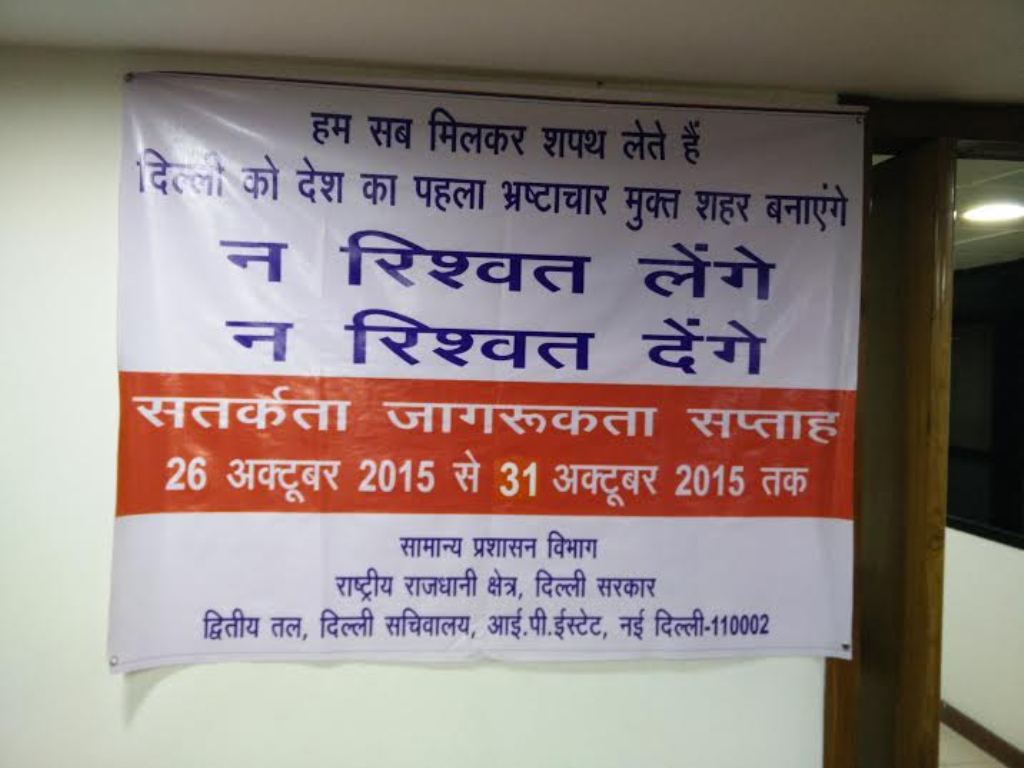 हम सब मिलकर शपथ लेते हैं
दिल्ली को देश का पहला भ्रष्टाचार मुक्त शहर बनाएंगे
न रिश्वत लेंगे
न रिश्वत देंगे
सतर्कता जागरूकता सप्ताह
26 अक्टूबर 2015 से 31 अक्टूबर 2015 तक
सामान्य प्रशासन विभाग
राष्ट्रीय राजधानी क्षेत्र, दिल्ली सरकार
द्वितीय तल, दिल्ली सचिवालय, आई.पी.ईस्टेट, नई दिल्ली-110002